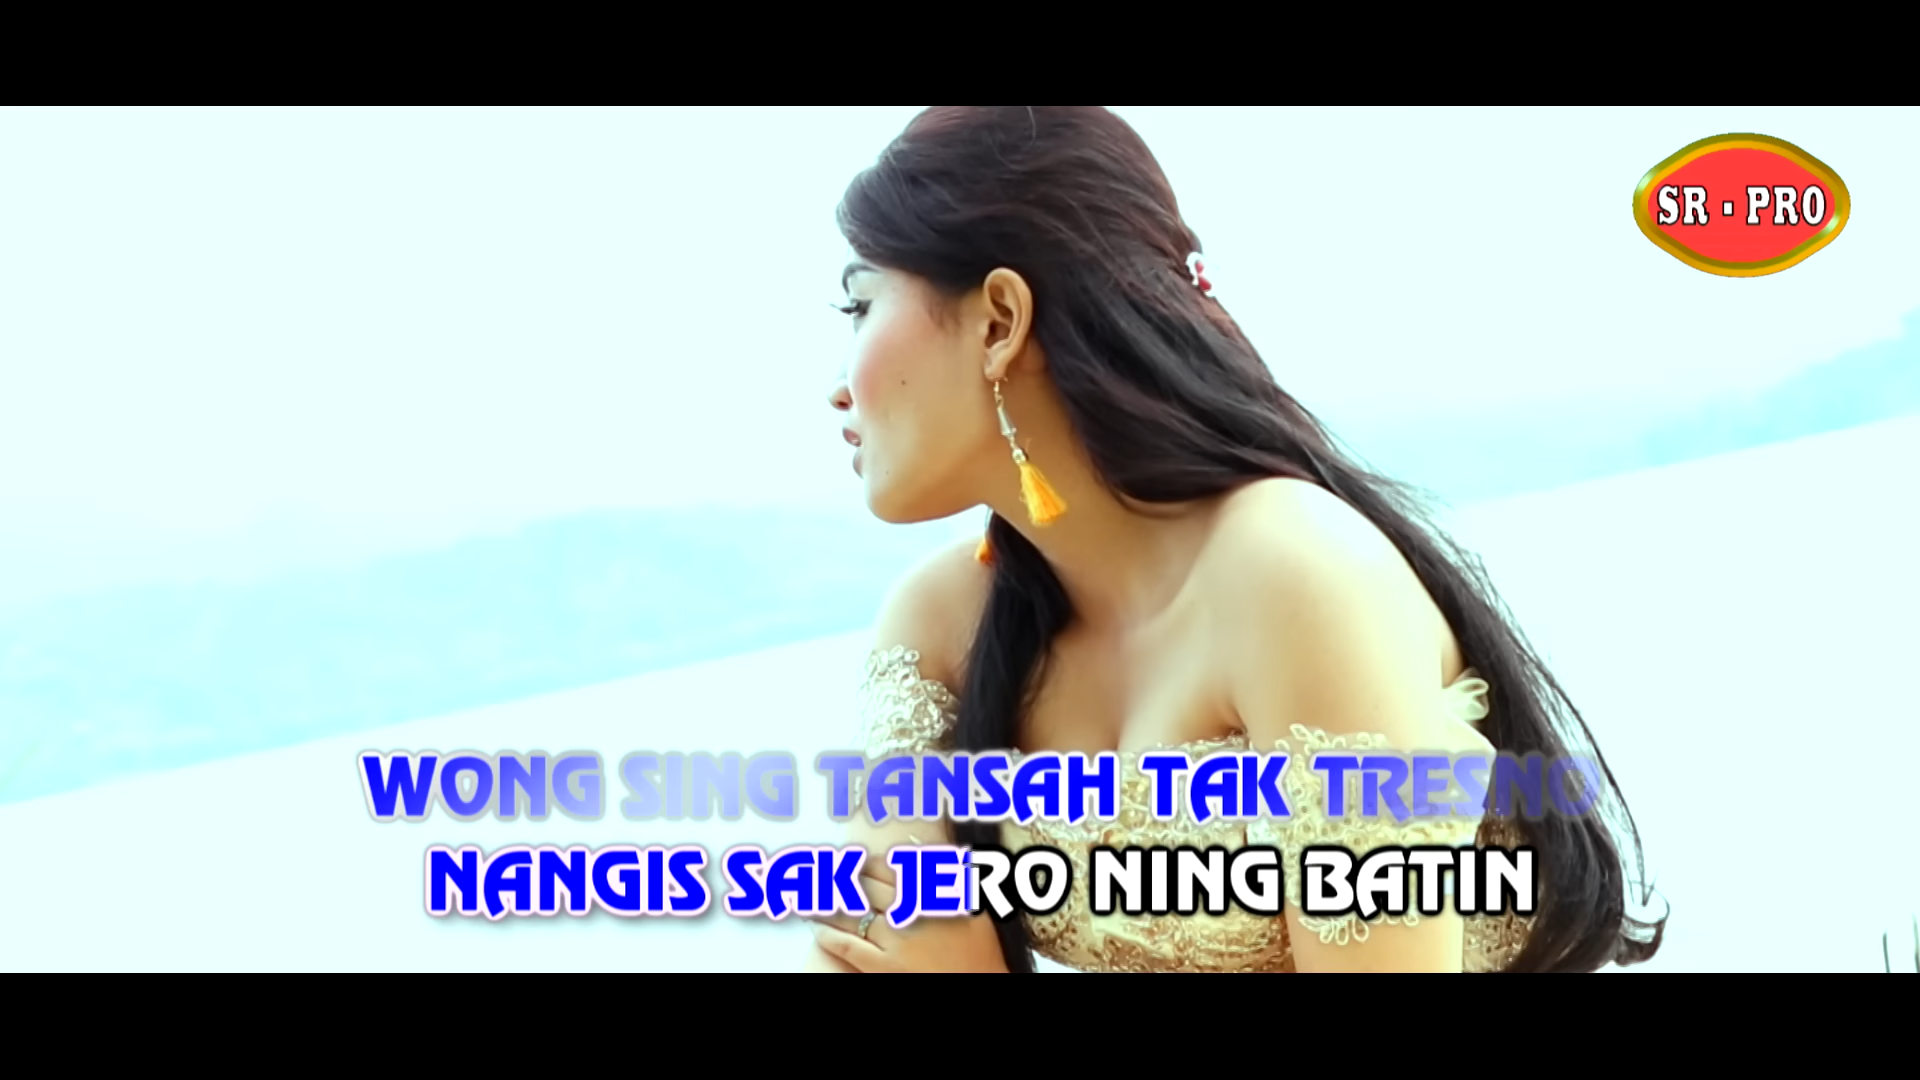 SR - PRO
WONG SING TANSAH TAK TRESNO
NANGIS SAK JERO NING BATIN